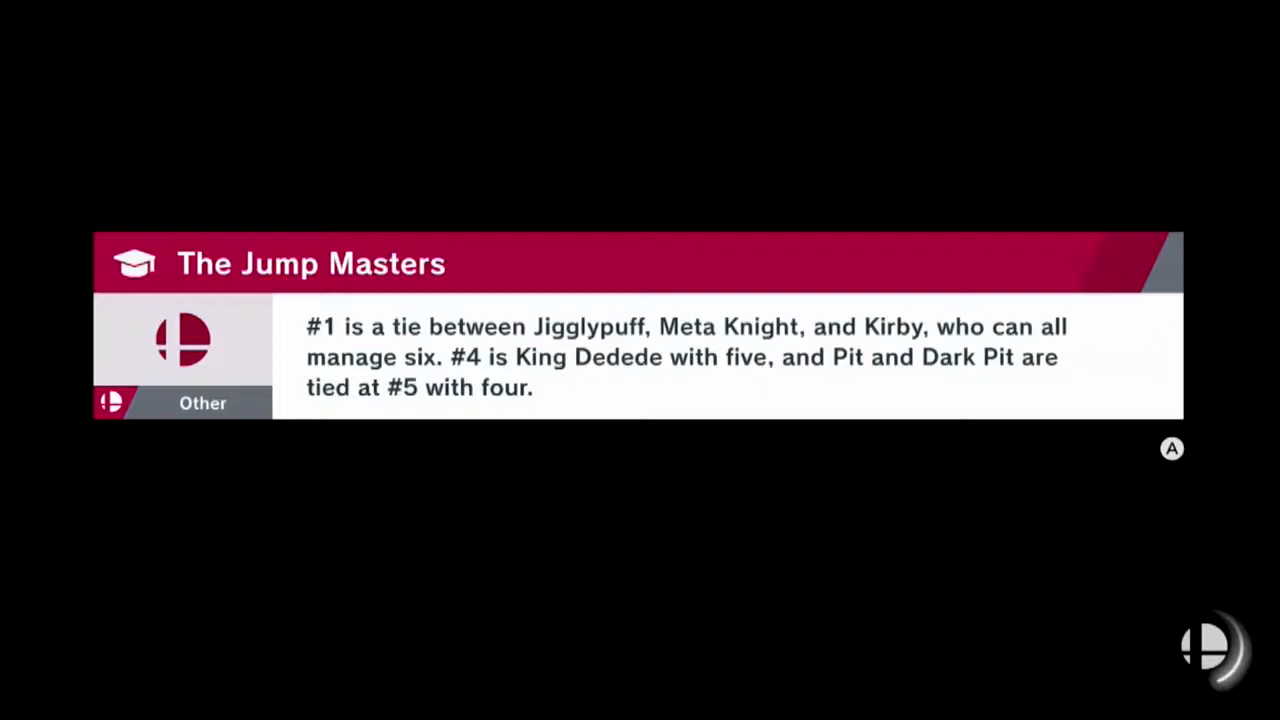 The Jump Masters
#1 is a tie between Jigglypuff, Meta Knight, and Kirby, who can all
manage six. #4 is King Dedede with five, and Pit and Dark Pit are
tied at #5 with four.
Other
A